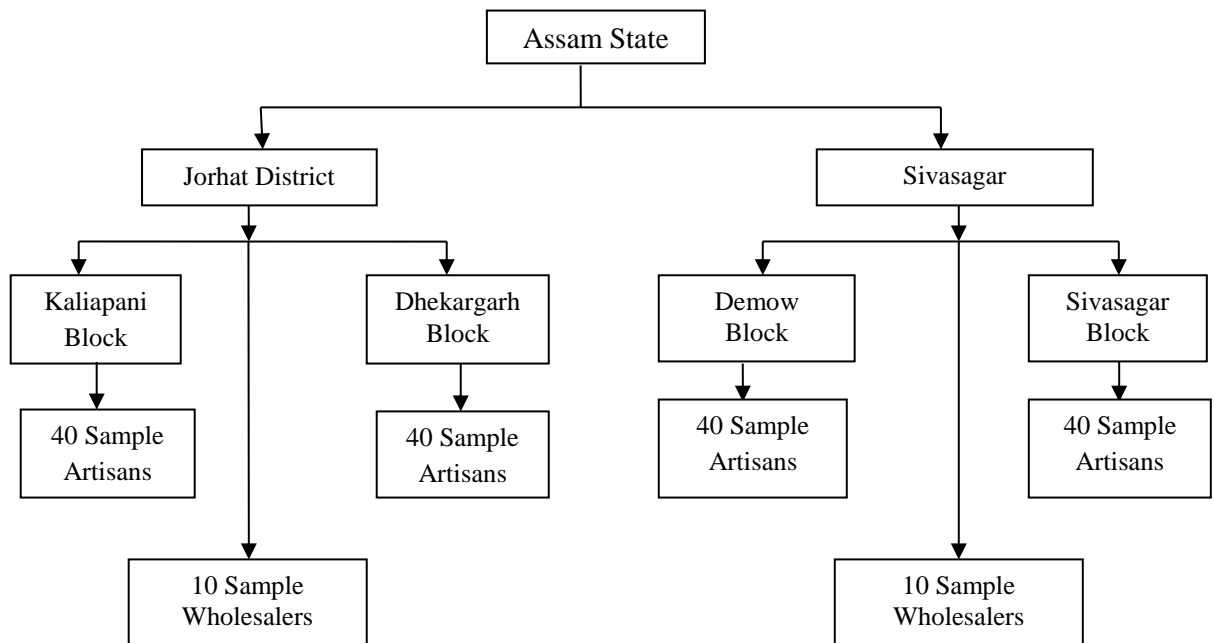 Assam State
Jorhat District
Sivasagar
Kaliapani
Block
Dhekargarh
Block
Demow
Block
Sivasagar
Block
40 Sample
Artisans
40 Sample
Artisans
40 Sample
Artisans
40 Sample
Artisans
10 Sample
Wholesalers
10 Sample
Wholesalers